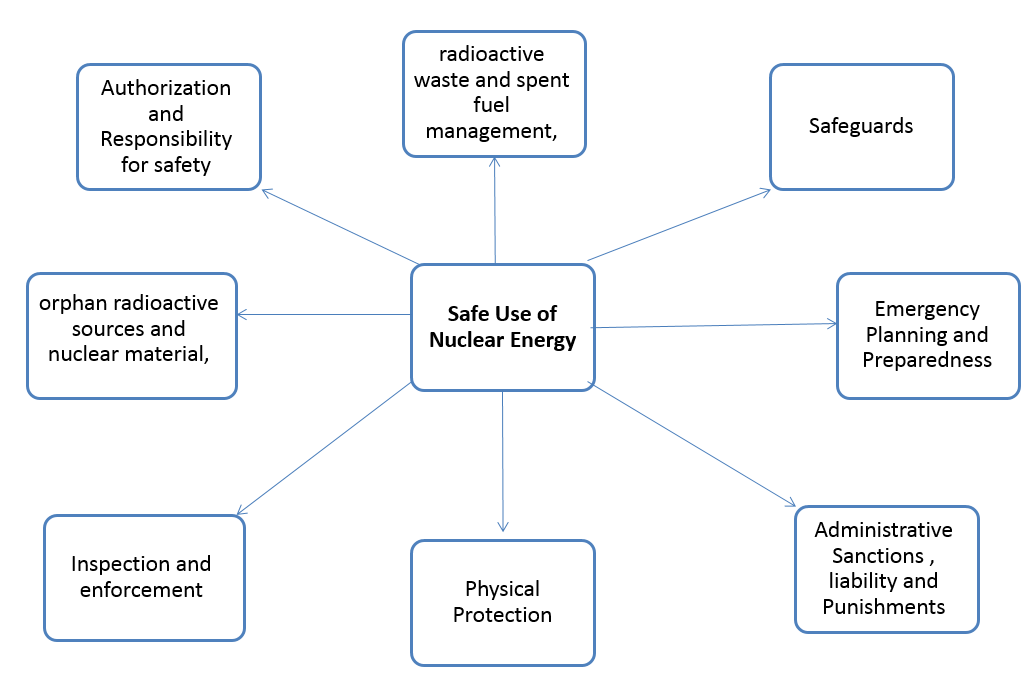 Authorization
and
Responsibility
for safety
radioactive
waste and spent
fuel
management,
Safeguards
orphan radioactive
sources and
nuclear material,
Safe Use of
Nuclear Energy
Emergency
Planning and
Preparedness
Inspection and
enforcement
Physical
Protection
Administrative
Sanctions ,
liability and
Punishments